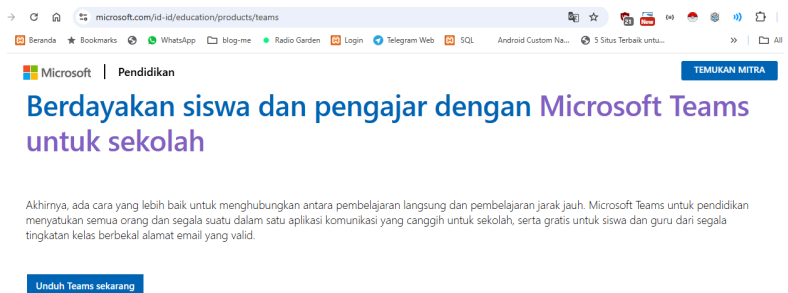 microsoft.com/id-id/education/products/teams
21
New
Beranda
Bookmarks
WhatsApp
blog-me
Radio Garden
Login
Telegram Web
SQL
Android Custom Na...
5 Situs Terbaik untu...
»
All
Microsoft
Pendidikan
TEMUKAN MITRA
Berdayakan siswa dan pengajar dengan Microsoft Teams
untuk sekolah
Akhirnya, ada cara yang lebih baik untuk menghubungkan antara pembelajaran langsung dan pembelajaran jarak jauh. Microsoft Teams untuk pendidikan
menyatukan semua orang dan segala suatu dalam satu aplikasi komunikasi yang canggih untuk sekolah, serta gratis untuk siswa dan guru dari segala
tingkatan kelas berbekal alamat email yang valid.
Unduh Teams sekarang